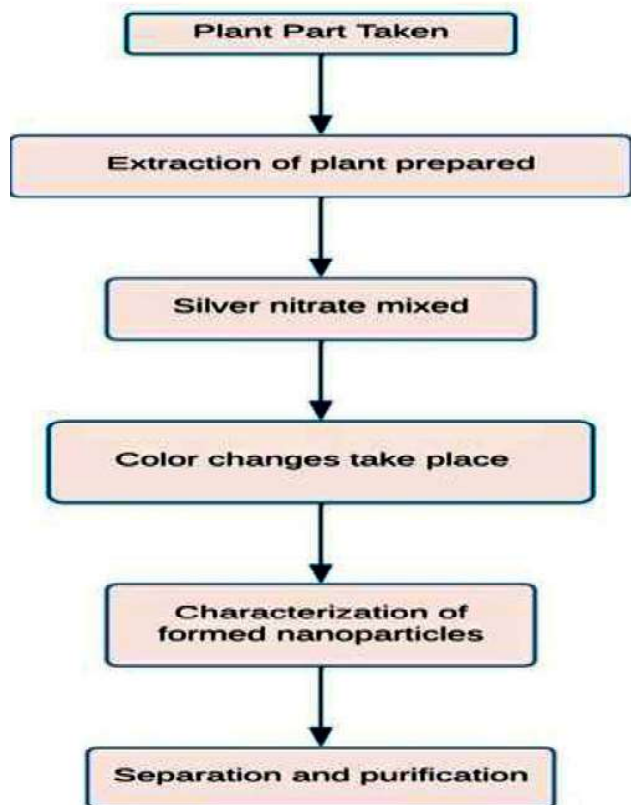 Plant Part Taken
Extraction of plant prepared
Silver nitrate mixed
Color changes take place
Characterization of
formed nanoparticles
Separation and purification